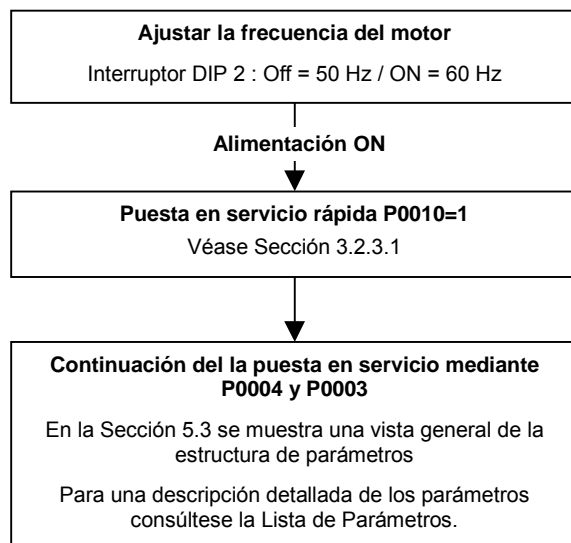 Ajustar la frecuencia del motor
Interruptor DIP 2 : Off = 50 Hz / ON = 60 Hz
Alimentación ON
Puesta en servicio rápida P0010=1
Véase Sección 3.2.3.1
Continuación del la puesta en servicio mediante
P0004 y P0003
En la Sección 5.3 se muestra una vista general de la
estructura de parámetros
Para una descripción detallada de los parámetros
consúltese la Lista de Parámetros.